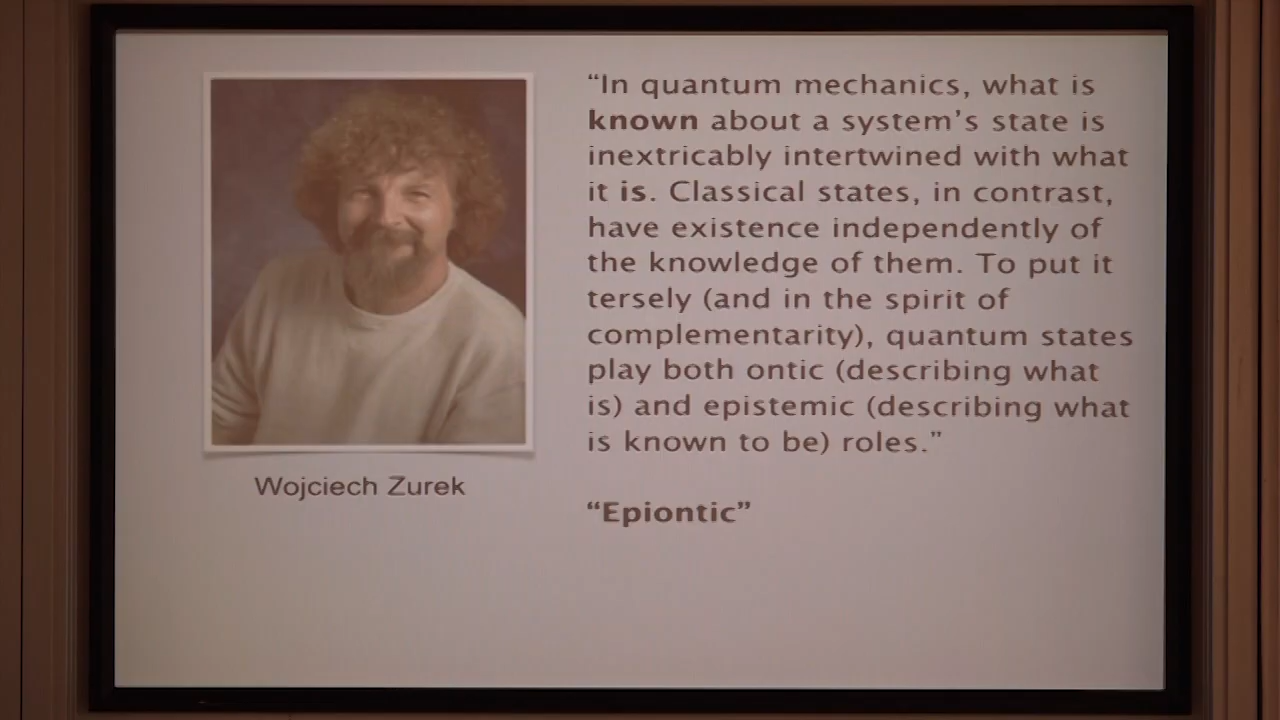 “In quantum mechanics, what is
known about a system’s state is
inextricably intertwined with what
it is. Classical states, in contrast,
have existence independently of
the knowledge of them. To put it
tersely (and in the spirit of
complementarity), quantum states
play both ontic (describing what
is) and epistemic (describing what
is known to be) roles.”
“Epiontic”
Wojciech Zurek